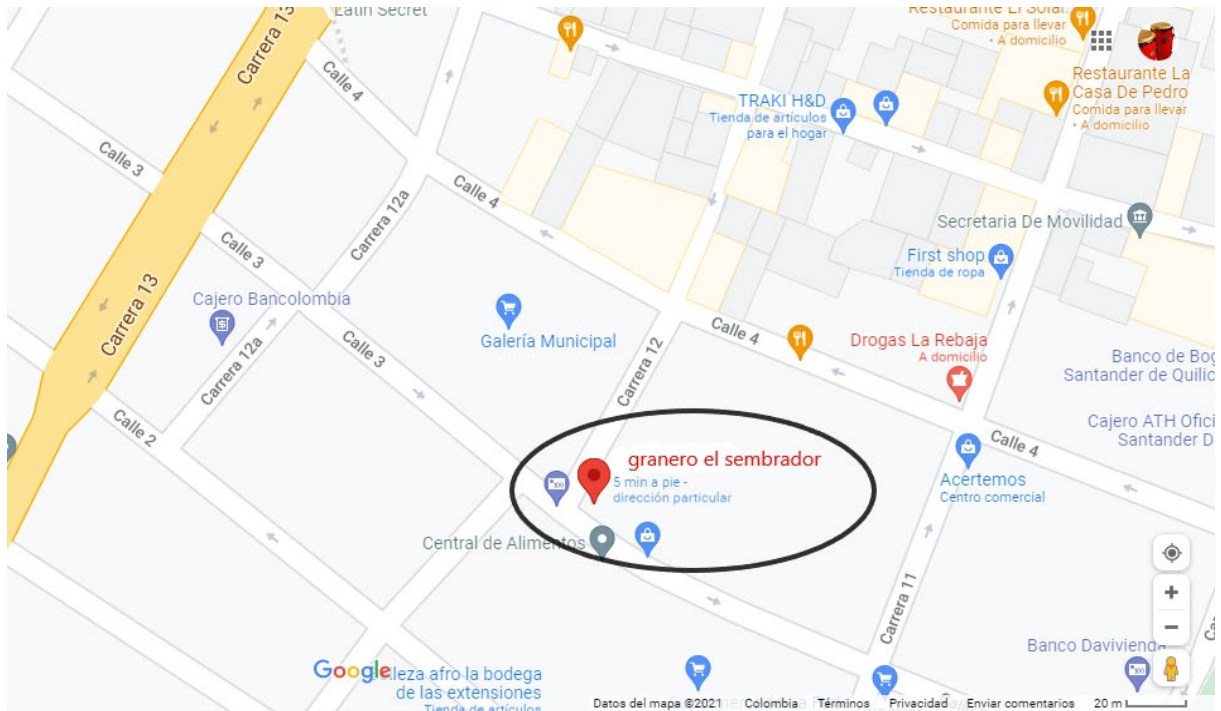 Latin Secret
Restaurante El Solar
Comida para llevar
• A domicilio
Carrera 13
Calle 4
Restaurante La
Casa De Pedro
Comida para llevar
• A domicilio
TRAKI H&D
Tienda de artículos
para el hogar
Calle 3
Calle 4
Carrera 12a
Secretaria De Movilidad
Calle 3
First shop
Tienda de ropa
Carrera 13
Cajero Bancolombia
Galería Municipal
Calle 3
Calle 4
Drogas La Rebaja
A domicilio
Banco de Bog
Santander de Quilic
Carrera 12a
Carrera 12
Calle 2
Cajero ATH Ofici
Santander D
Calle 4
granero el sembrador
5 min a pie -
dirección particular
Acertemos
Centro comercial
Central de Alimentos
Carrera 11
Banco Davivienda
Google
leza afro la bodega
de las extensiones
Tienda de artículos
Datos del mapa ©2021 Colombia Términos Privacidad Enviar comentarios 20 m